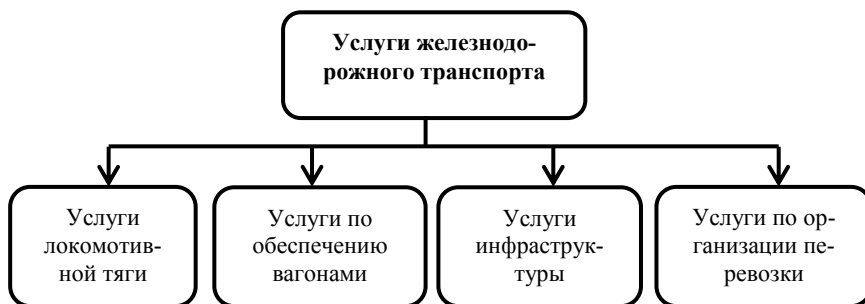 Услуги железнодо-
рожного транспорта
Услуги
локомотив-
ной тяги
Услуги по
обеспечению
вагонами
Услуги
инфраструк-
туры
Услуги по ор-
ганизации пе-
ревозки